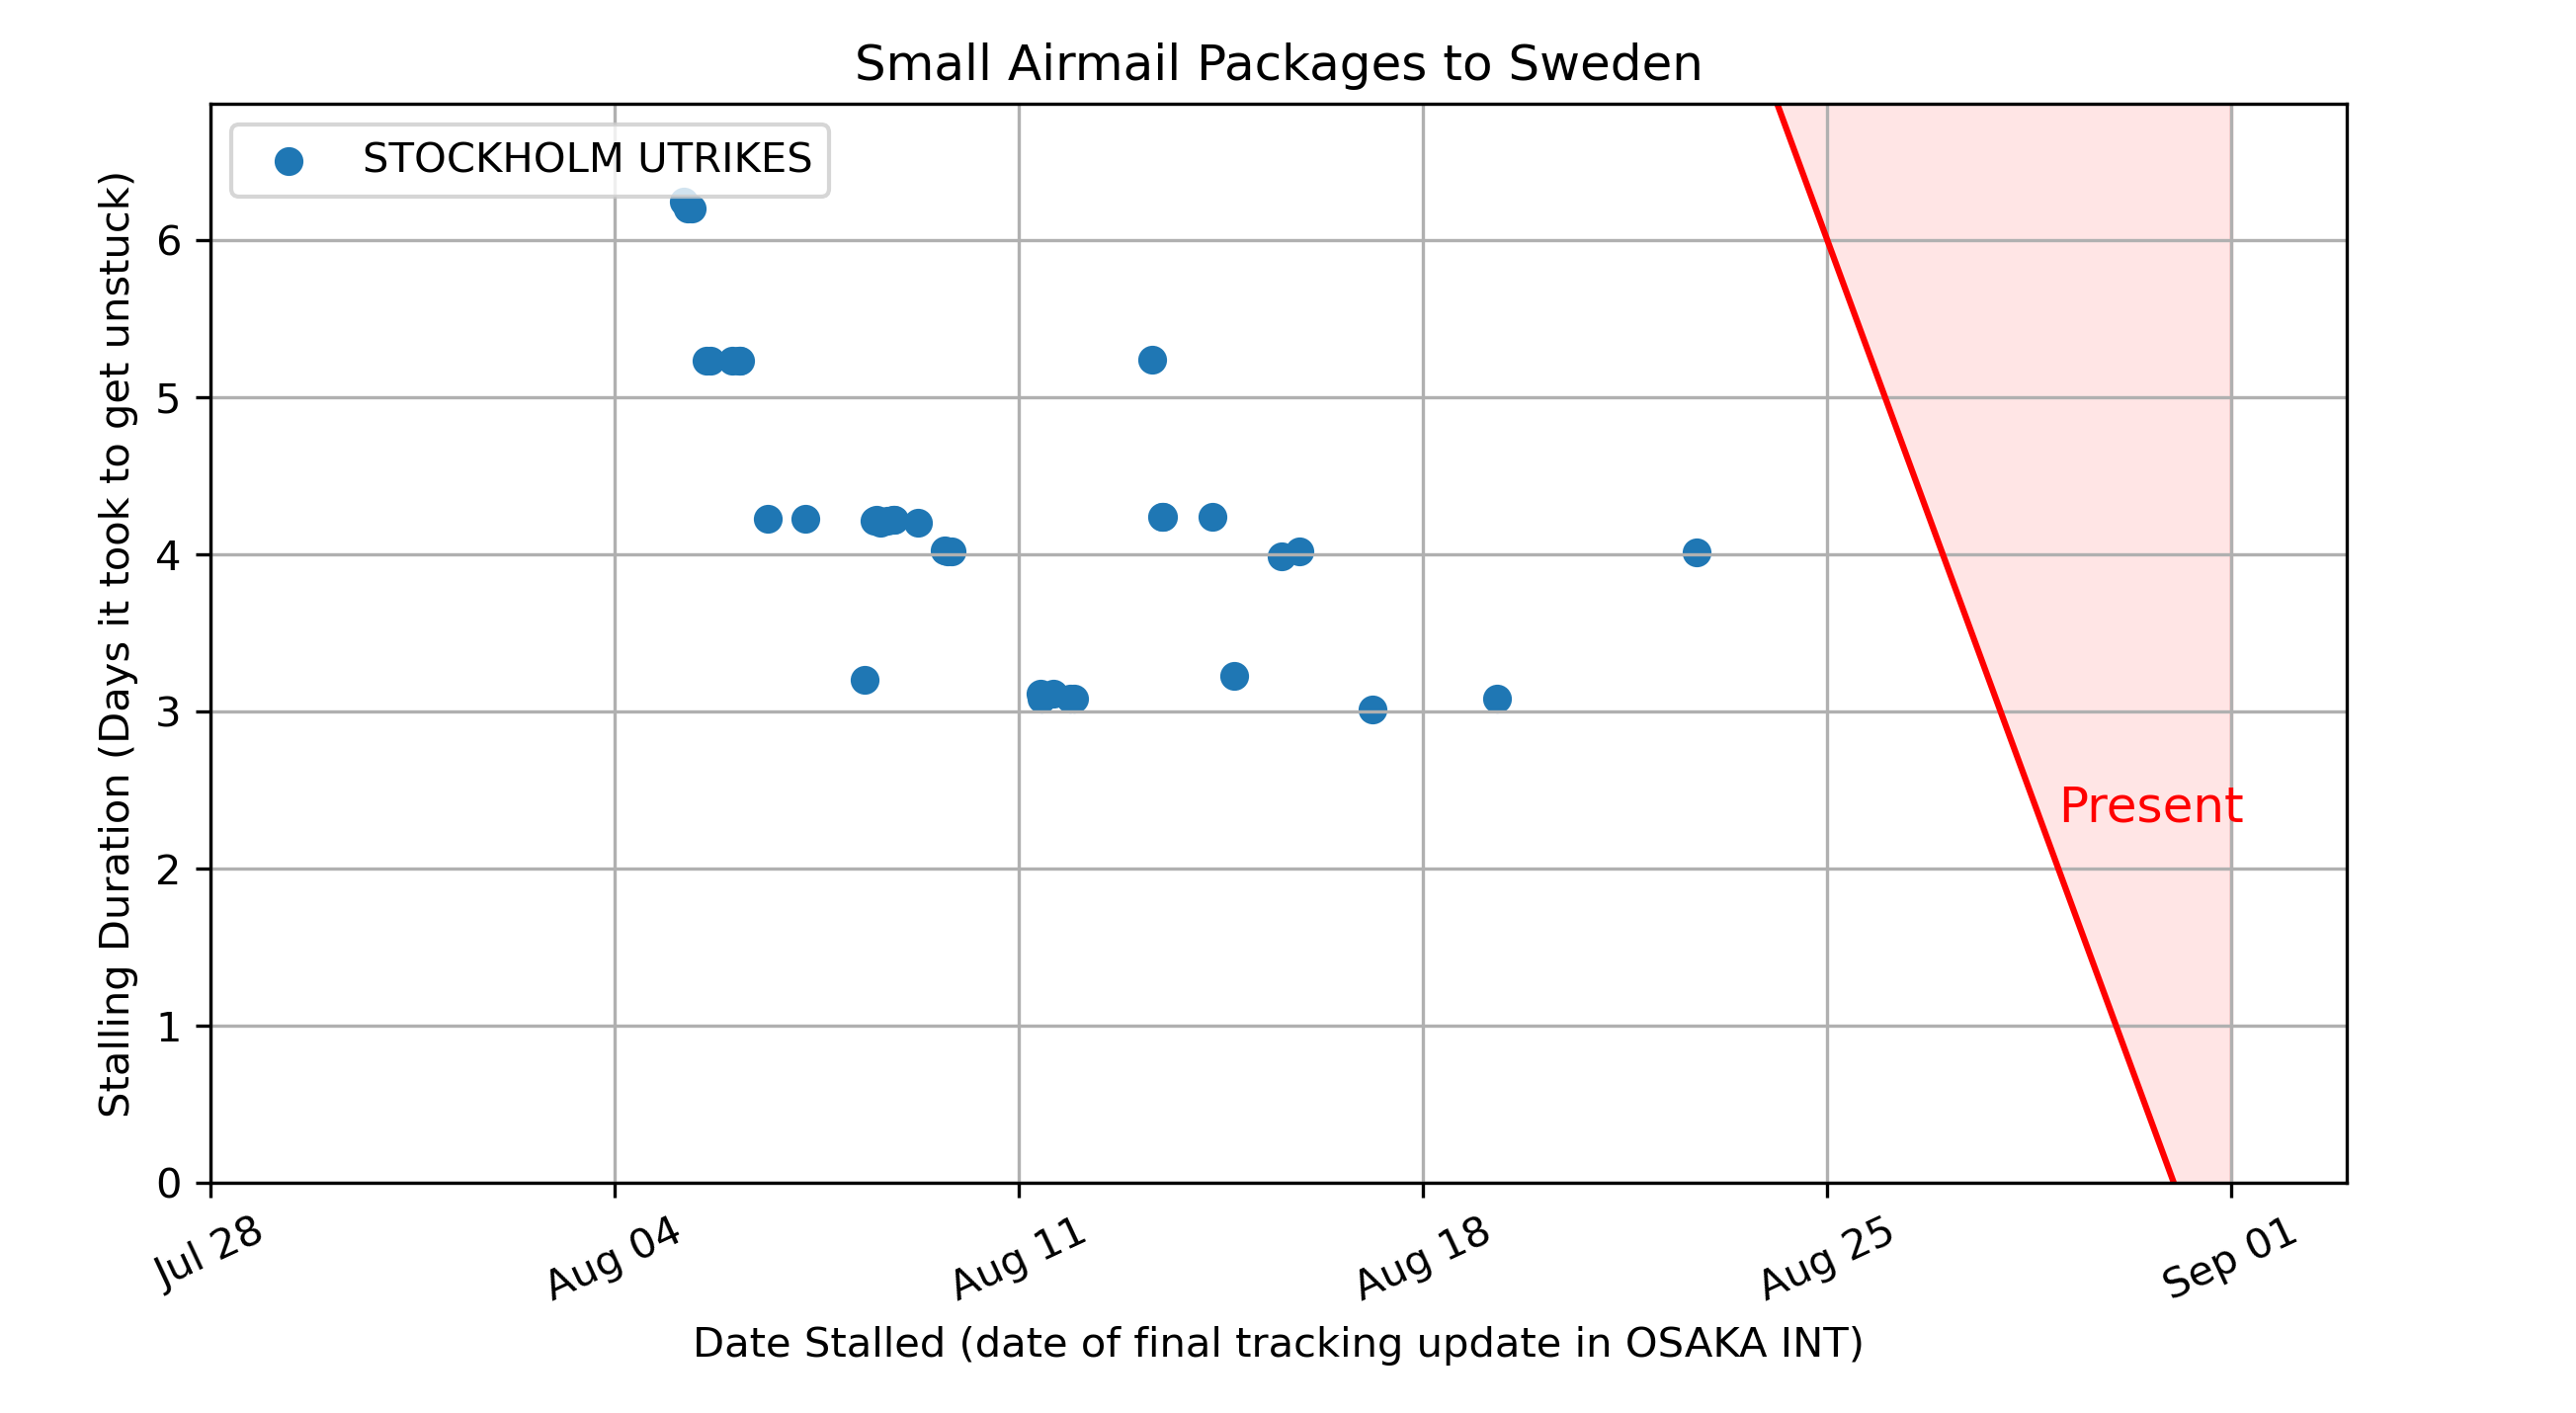 Small Airmail Packages to Sweden
STOCKHOLM UTRIKES
Stalling Duration (Days it took to get unstuck)
6
5
4
3
2
1
0
Present
Jul 28
Aug 04
Aug 11
Aug 18
Aug 25
Sep 01
Date Stalled (date of final tracking update in OSAKA INT)